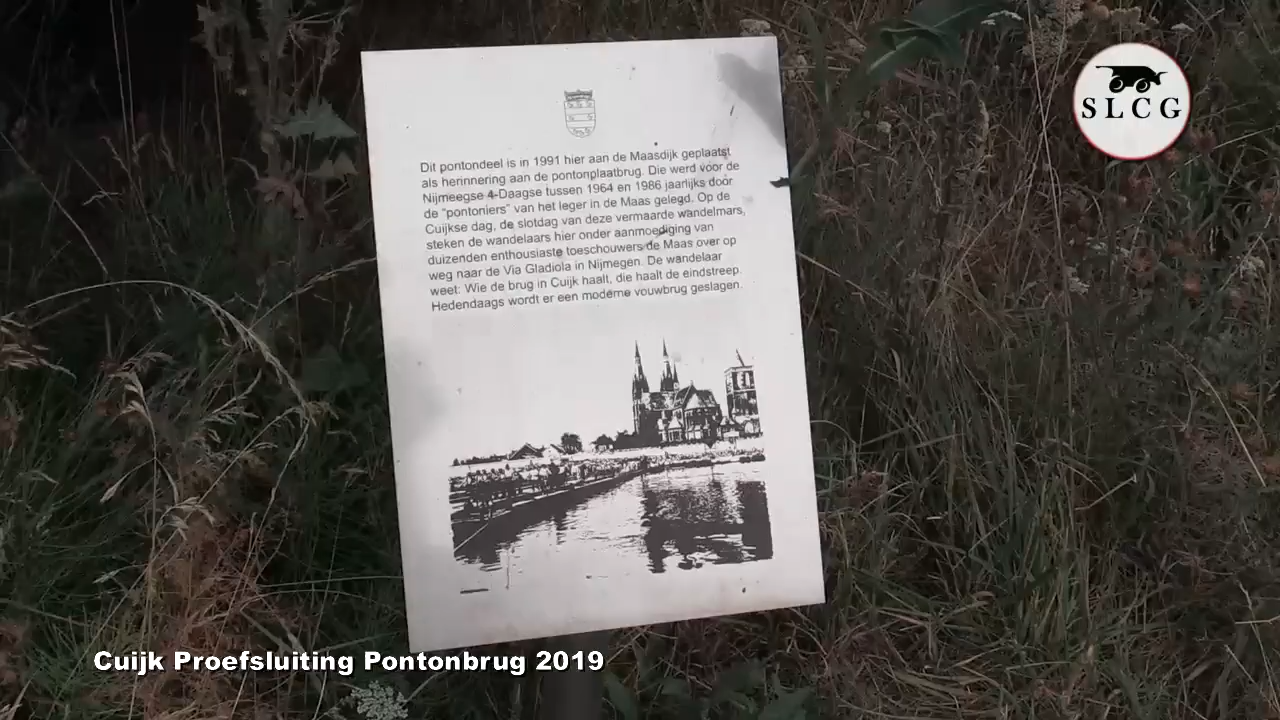 SLCG
Dit pontondeel is in 1991 hier aan de Maasdijk geplaatst
als herinnering aan de pontonplaatbrug. Die werd voor de
Nijmeegse 4-Daagse tussen 1964 en 1986 jaarlijks door
de "pontoniers" van het leger in de Maas gelegd. Op de
Cuijkse dag, de slotdag van deze vermaarde wandelmars,
steken de wandelaars hier onder aanmoediging van
duizenden enthousiaste toeschouwers de Maas over op
weg naar de Via Gladiola in Nijmegen. De wandelaar
weet: Wie de brug in Cuijk haalt, die haalt de eindstreep.
Hedendaags wordt er een moderne vouwbrug geslagen.
Cuijk Proefsluiting Pontonbrug 2019